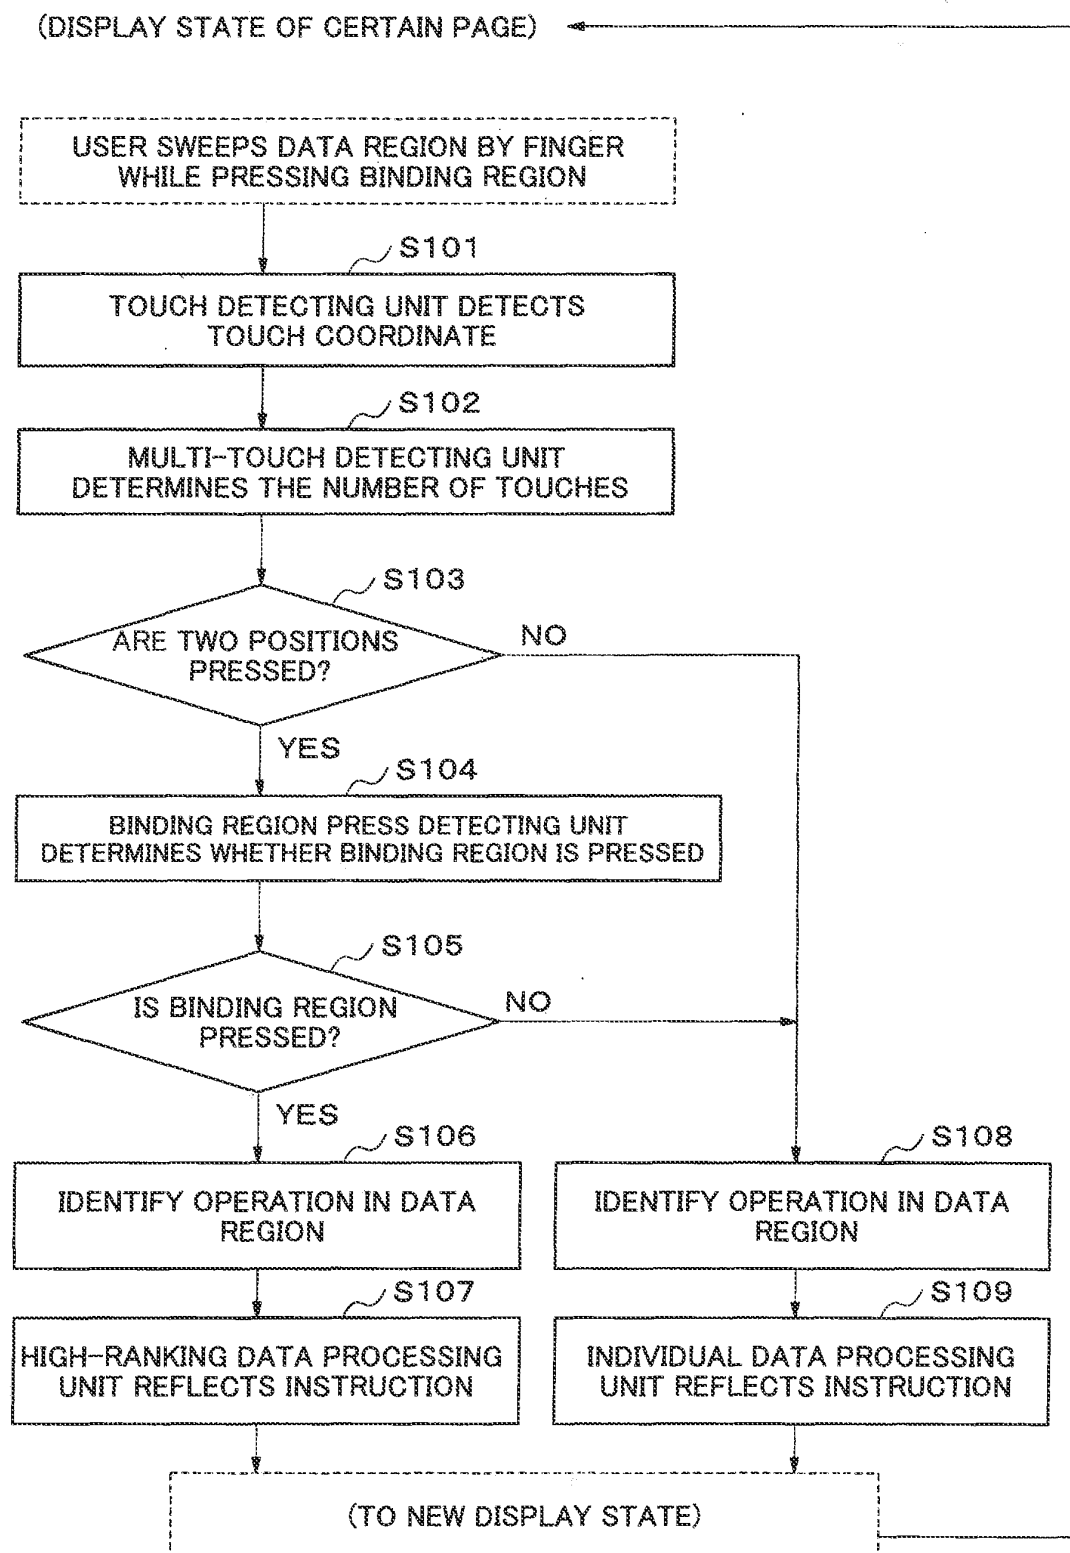 (DISPLAY STATE OF CERTAIN PAGE)
USER SWEEPS DATA REGION BY FINGER
WHILE PRESSING BINDING REGION
S101
TOUCH DETECTING UNIT DETECTS
TOUCH COORDINATE
S102
MULTI-TOUCH DETECTING UNIT
DETERMINES THE NUMBER OF TOUCHES
S103
ARE TWO POSITIONS
PRESSED?
NO
YES
S104
BINDING REGION PRESS DETECTING UNIT
DETERMINES WHETHER BINDING REGION IS PRESSED
S105
IS BINDING REGION
PRESSED?
NO
YES
S106
IDENTIFY OPERATION IN DATA
REGION
S107
HIGH-RANKING DATA PROCESSING
UNIT REFLECTS INSTRUCTION
S108
IDENTIFY OPERATION IN DATA
REGION
S109
INDIVIDUAL DATA PROCESSING
UNIT REFLECTS INSTRUCTION
(TO NEW DISPLAY STATE)